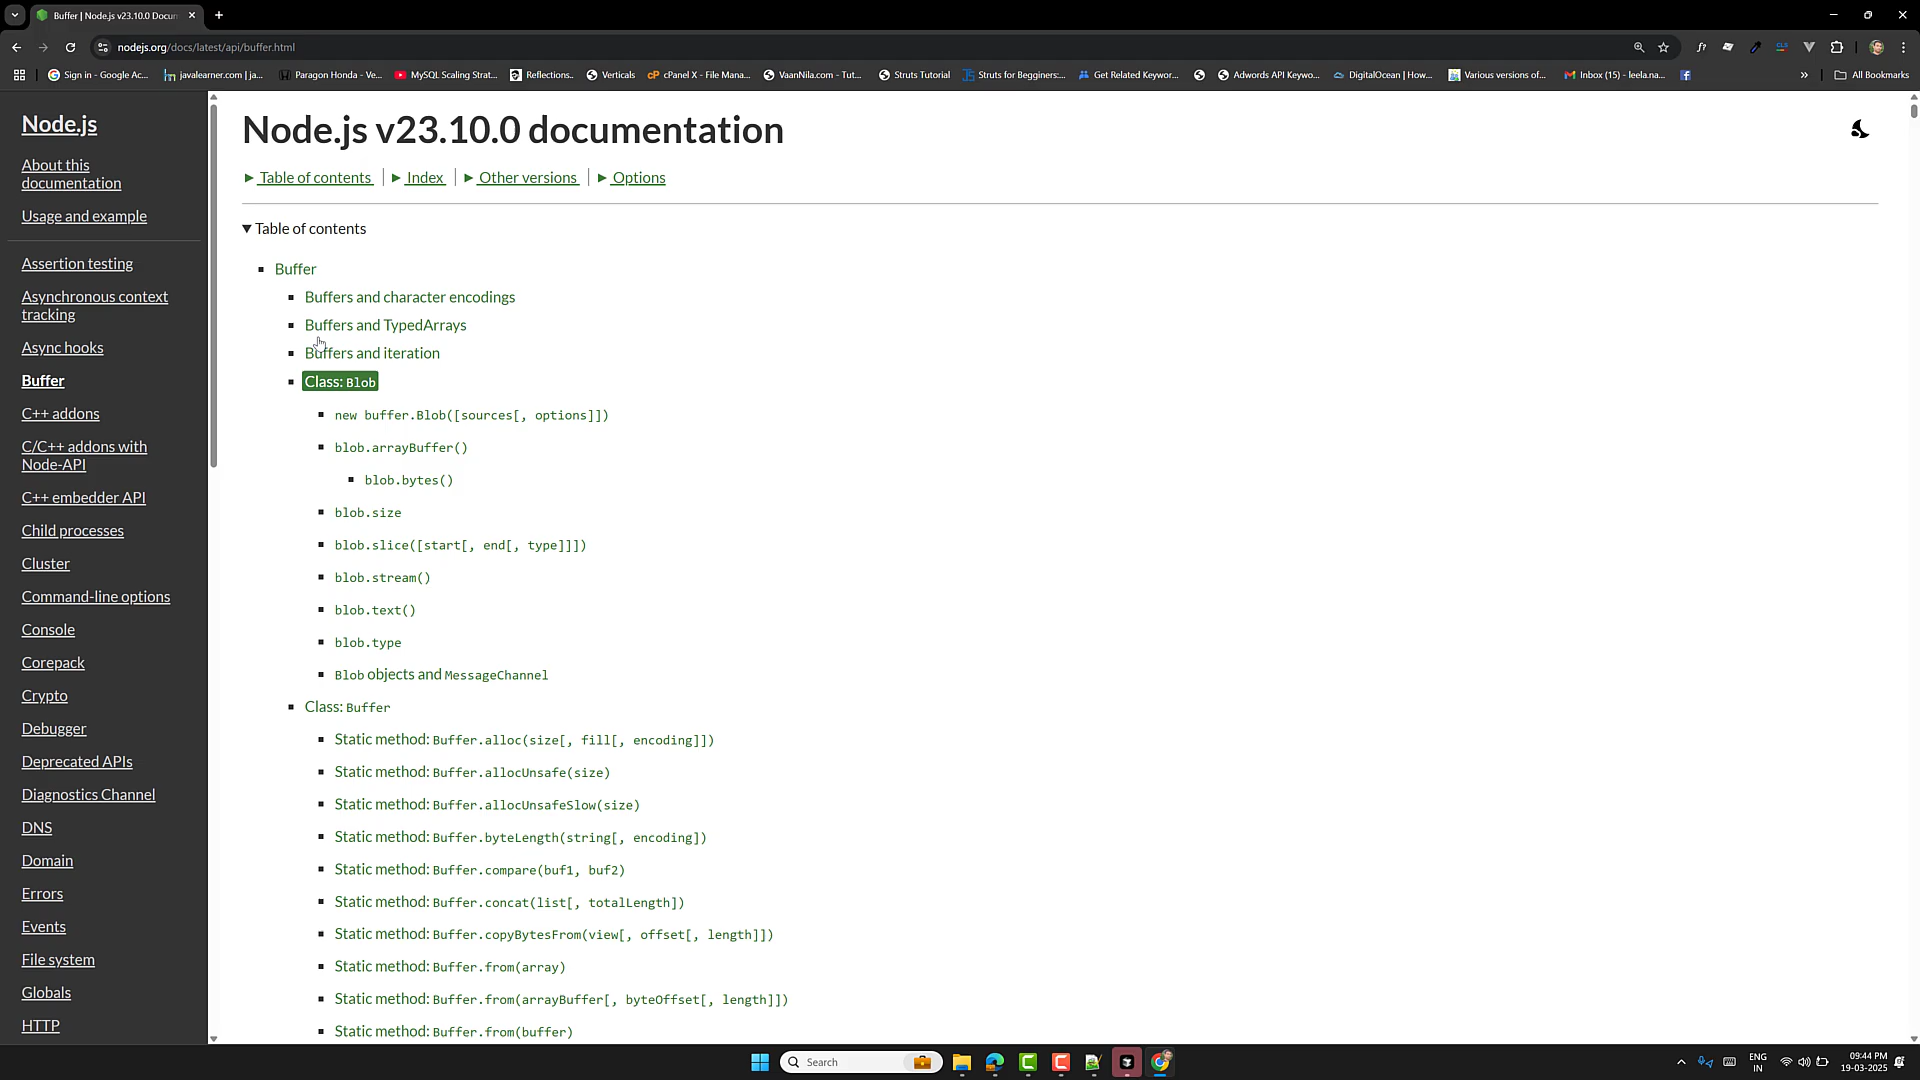 Buffer | Node.js v23.10.0 Docum
nodejs.org/docs/latest/api/buffer.html
Sign in - Google Ac...
javalearner.com | ja...
Paragon Honda - Ve...
MySQL Scaling Strat...
Reflections..
Verticals
cPanel X - File Mana...
VaanNila.com - Tut...
Struts Tutorial
Struts for Begginers:...
Get Related Keywor...
Adwords API Keywo...
DigitalOcean | How...
Various versions of...
Inbox (15) - leela.na...
All Bookmarks
Node.js
About this
documentation
Usage and example
Assertion testing
Asynchronous context
tracking
Async hooks
Buffer
C++ addons
C/C++ addons with
Node-API
C++ embedder API
Child processes
Cluster
Command-line options
Console
Corepack
Crypto
Debugger
Deprecated APIs
Diagnostics Channel
DNS
Domain
Errors
Events
File system
Globals
HTTP
Node.js v23.10.0 documentation
Table of contents
Index
Other versions
Options
Table of contents
Buffer
Buffers and character encodings
Buffers and TypedArrays
Buffers and iteration
Class: Blob
new buffer.Blob([sources[, options]])
blob.arrayBuffer()
blob.bytes()
blob.size
blob.slice([start[, end[, type]]])
blob.stream()
blob.text()
blob.type
Blob objects and MessageChannel
Class: Buffer
Static method: Buffer.alloc(size[, fill[, encoding]])
Static method: Buffer.allocUnsafe(size)
Static method: Buffer.allocUnsafeSlow(size)
Static method: Buffer.byteLength(string[, encoding])
Static method: Buffer.compare(buf1, buf2)
Static method: Buffer.concat(list[, totalLength])
Static method: Buffer.copyBytesFrom(view[, offset[, length]])
Static method: Buffer.from(array)
Static method: Buffer.from(arrayBuffer[, byteOffset[, length]])
Static method: Buffer.from(buffer)
Search
ENG
IN
09:44 PM
19-03-2025